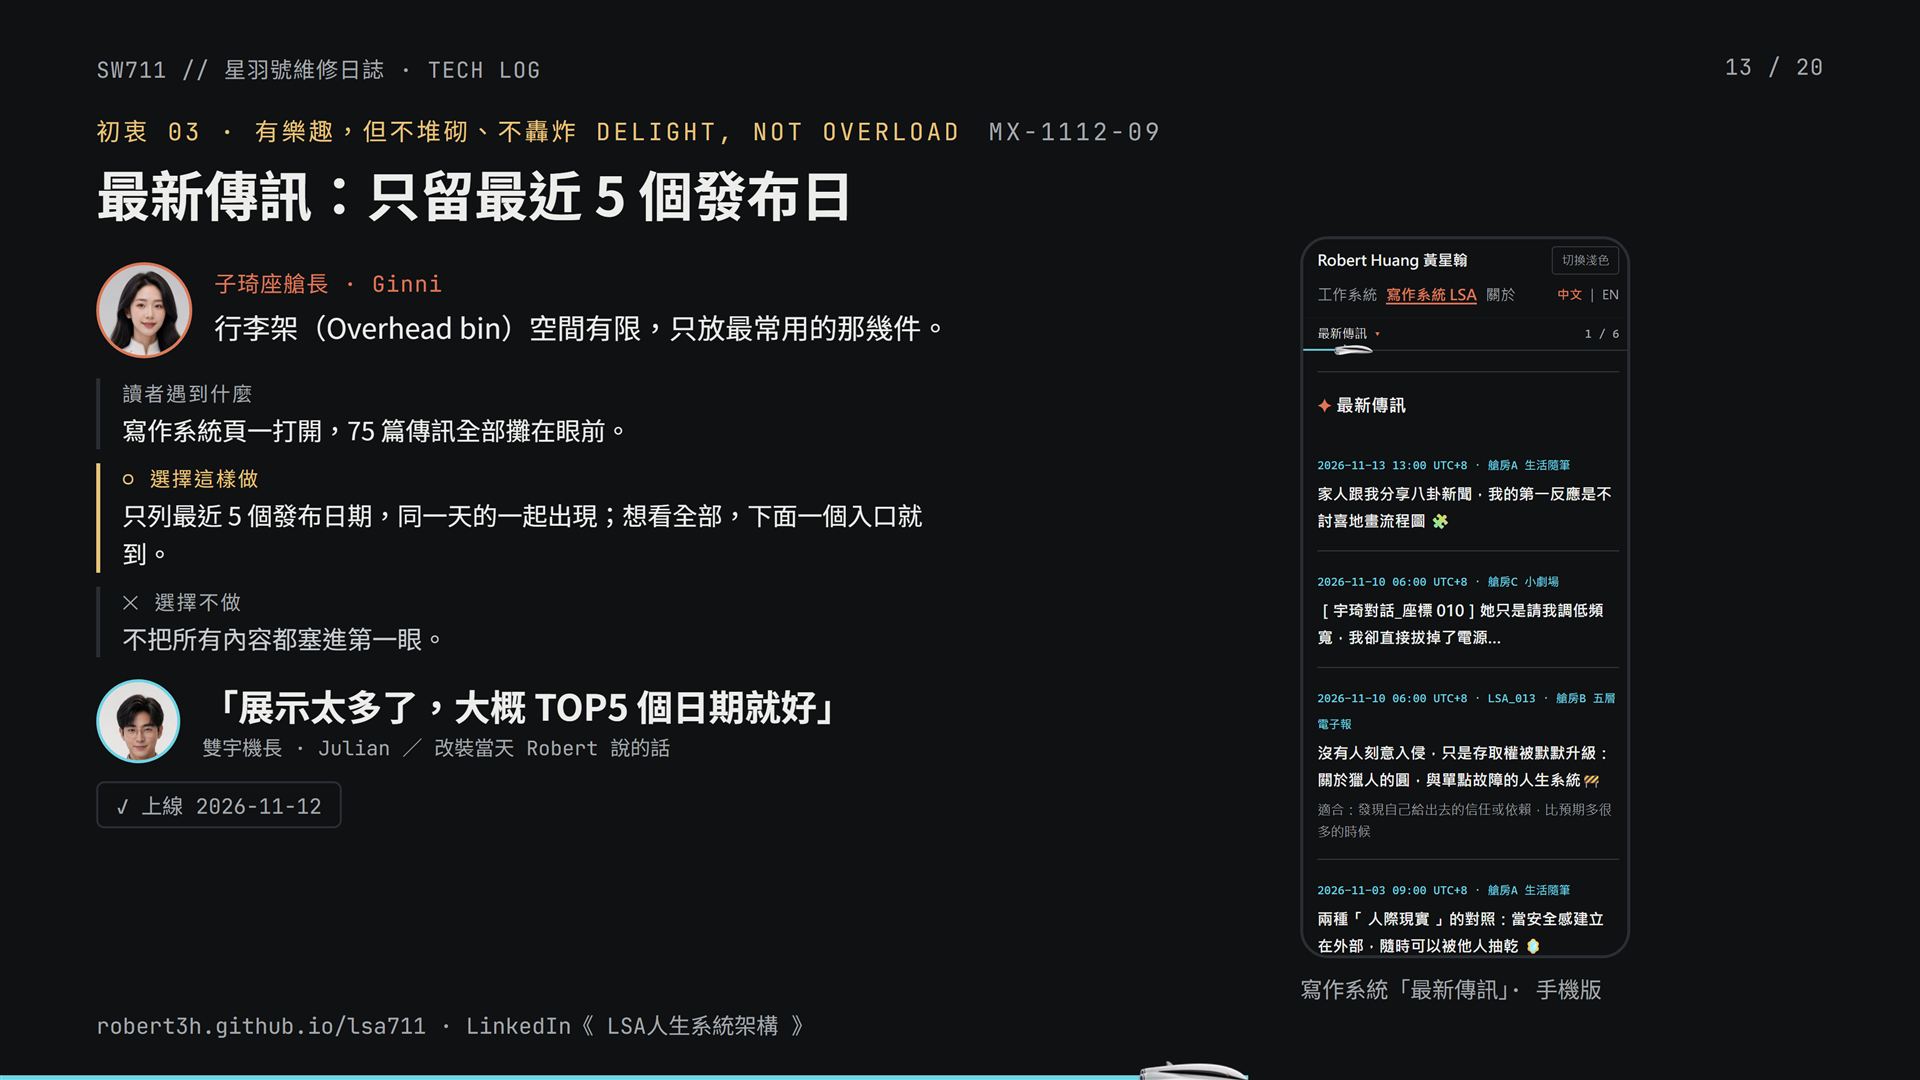 SW711 // 星羽號維修日誌 · TECH LOG
13 / 20
初衷 03 · 有樂趣，但不堆砌、不轟炸 DELIGHT, NOT OVERLOAD MX-1112-09
最新傳訊：只留最近 5 個發布日
子琦座艙長 · Ginni
行李架（Overhead bin）空間有限，只放最常用的那幾件。
讀者遇到什麼
寫作系統頁一打開，75 篇傳訊全部攤在眼前。
○ 選擇這樣做
只列最近 5 個發布日期，同一天的一起出現；想看全部，下面一個入口就
到。
✕ 選擇不做
不把所有內容都塞進第一眼。
「展示太多了，大概 TOP5 個日期就好」
雙宇機長 · Julian ／ 改裝當天 Robert 說的話
✓ 上線 2026-11-12
Robert Huang 黃星翰
切換淺色
工作系統 寫作系統 LSA 關於 中文 | EN
最新傳訊 ▾ 1 / 6
✦ 最新傳訊
2026-11-13 13:00 UTC+8 · 艙房A 生活隨筆
家人跟我分享八卦新聞，我的第一反應是不
討喜地畫流程圖 🧩
2026-11-10 06:00 UTC+8 · 艙房C 小劇場
［宇琦對話_座標 010］她只是請我調低頻
寬，我卻直接拔掉了電源...
2026-11-10 06:00 UTC+8 · LSA_013 · 艙房B 五層
電子報
沒有人刻意入侵，只是存取權被默默升級：
關於獵人的圓，與單點故障的人生系統 🚧
適合：發現自己給出去的信任或依賴，比預期多很
多的時候
2026-11-03 09:00 UTC+8 · 艙房A 生活隨筆
兩種「人際現實」的對照：當安全感建立
在外部，隨時可以被他人抽乾
寫作系統「最新傳訊」· 手機版
robert3h.github.io/lsa711 · LinkedIn《 LSA人生系統架構 》